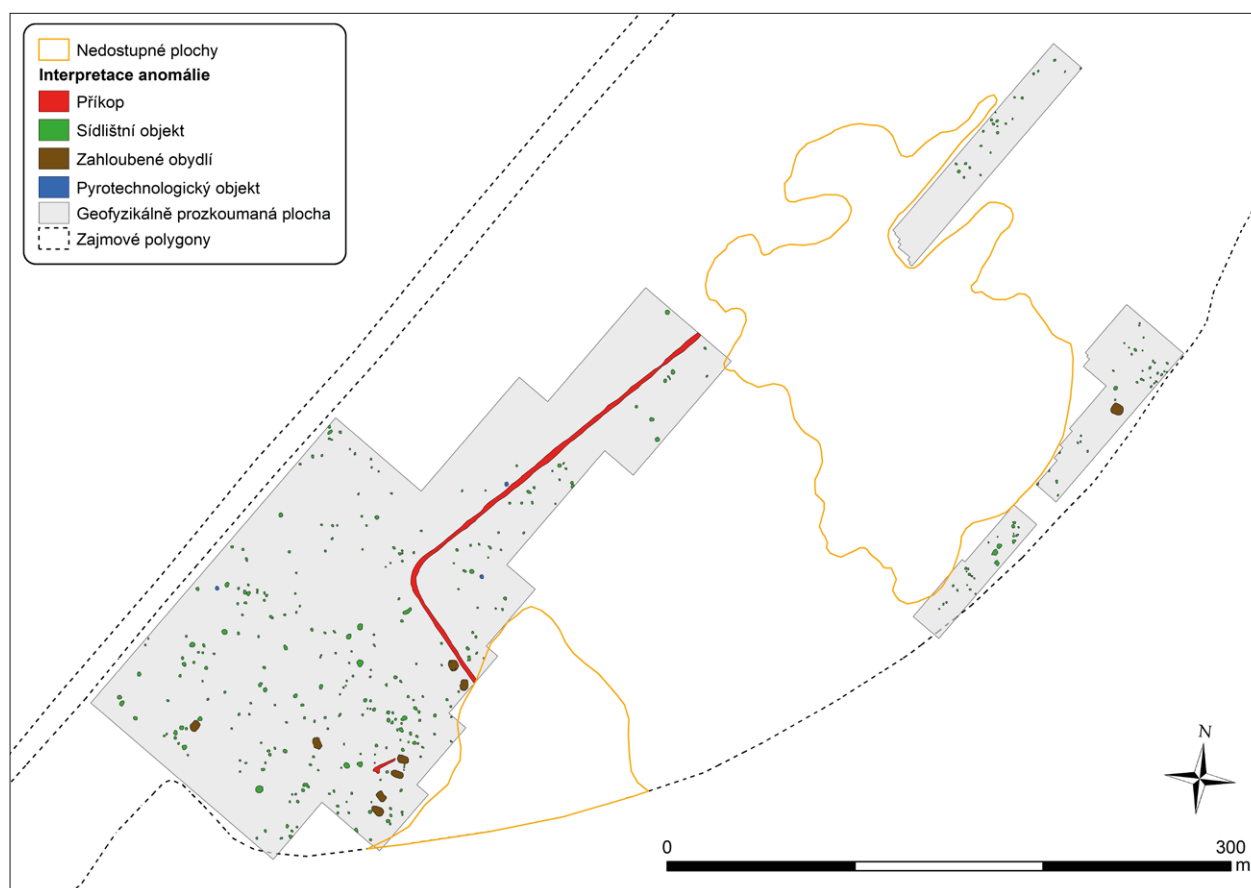 Nedostupné plochy
Interpretace anomálie
Příkop
Sídlištní objekt
Zahloubené obydlí
Pyrotechnologický objekt
Geofyzikálně prozkoumaná plocha
Zajmové polygony
N
0
300
m